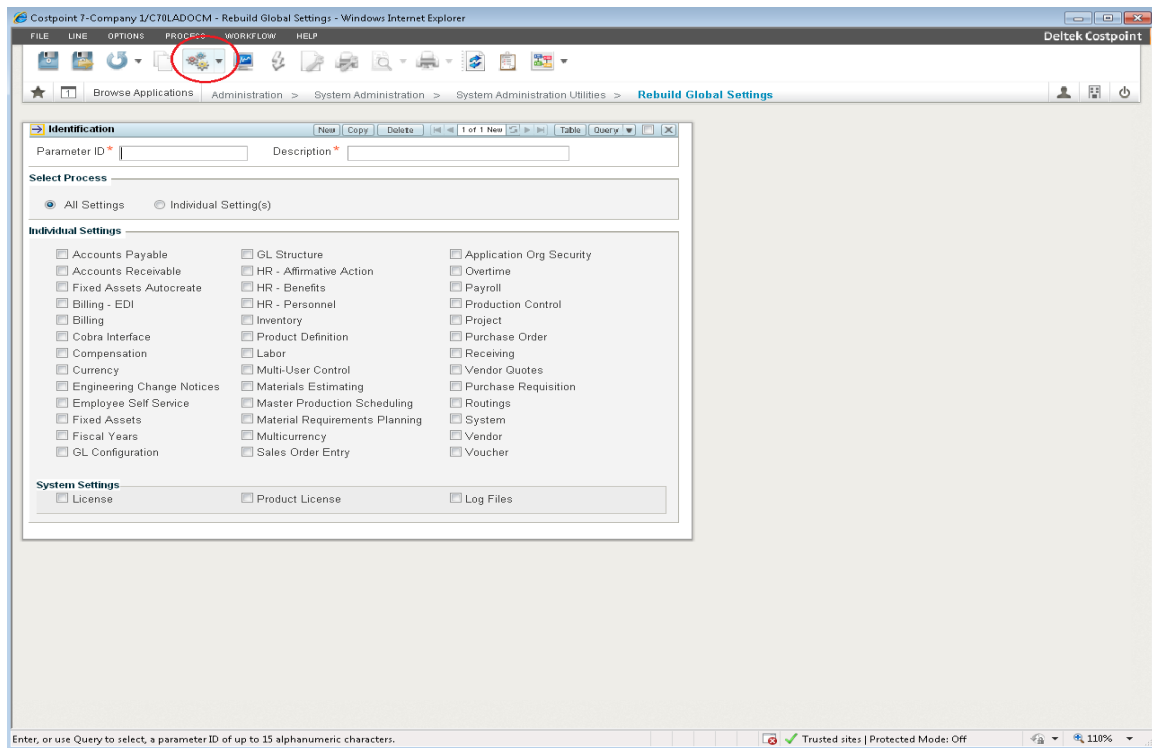 Costpoint 7-Company 1/C70LADOCM - Rebuild Global Settings - Windows Internet Explorer
FILE LINE OPTIONS PROCESS WORKFLOW HELP Deltek Costpoint
1 Browse Applications Administration > System Administration > System Administration Utilities > Rebuild Global Settings
Identification New Copy Delete 1 of 1 New Table Query
Parameter ID * Description *
Select Process
All Settings Individual Setting(s)
Individual Settings
Accounts Payable GL Structure Application Org Security
Accounts Receivable HR - Affirmative Action Overtime
Fixed Assets Autocreate HR - Benefits Payroll
Billing - EDI HR - Personnel Production Control
Billing Inventory Project
Cobra Interface Product Definition Purchase Order
Compensation Labor Receiving
Currency Multi-User Control Vendor Quotes
Engineering Change Notices Materials Estimating Purchase Requisition
Employee Self Service Master Production Scheduling Routings
Fixed Assets Material Requirements Planning System
Fiscal Years Multicurrency Vendor
GL Configuration Sales Order Entry Voucher
System Settings
License Product License Log Files
Enter, or use Query to select, a parameter ID of up to 15 alphanumeric characters. Trusted sites | Protected Mode: Off 110%